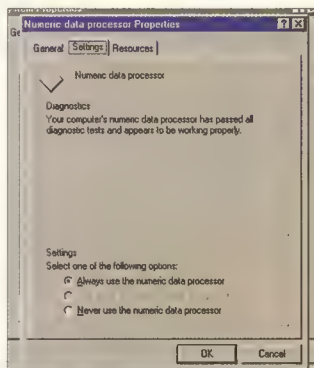 Numeric data processor Properties
General
Settings
Resources
Numeric data processor
Diagnostics
Your computer's numeric data processor has passed all
diagnostic tests and appears to be working properly.
Settings
Select one of the following options:
Always use the numeric data processor
Never use the numeric data processor
OK
Cancel